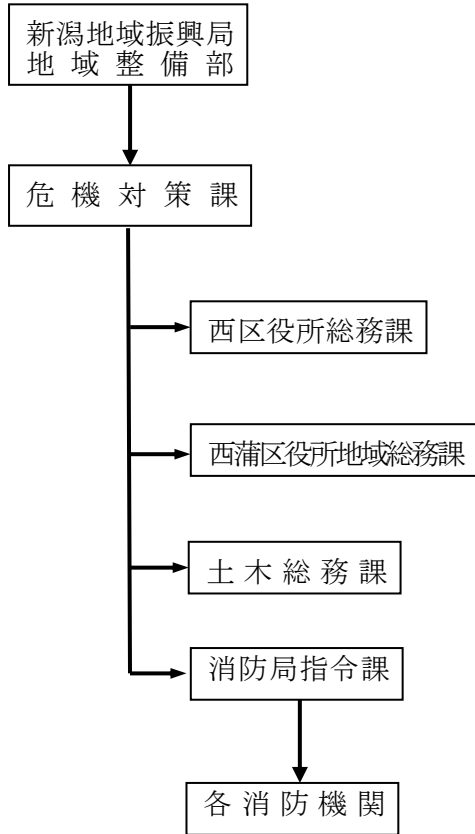 新潟地域振興局
地域整備部
危機対策課
西区役所総務課
西蒲区役所地域総務課
土木総務課
消防局指令課
各消防機関